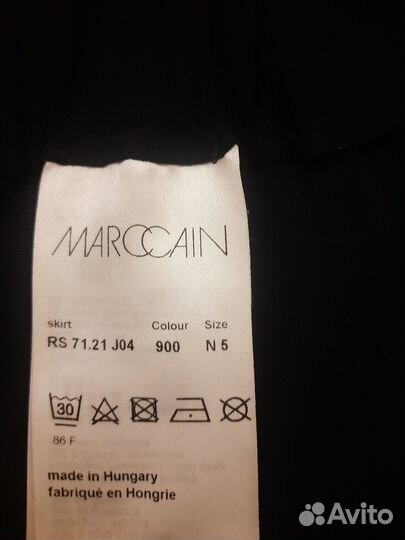 MARCCAIN
skirt Colour Size
RS 71.21 J04 900 N 5
30
86 F
made in Hungary
fabriqué en Hongrie
Avito